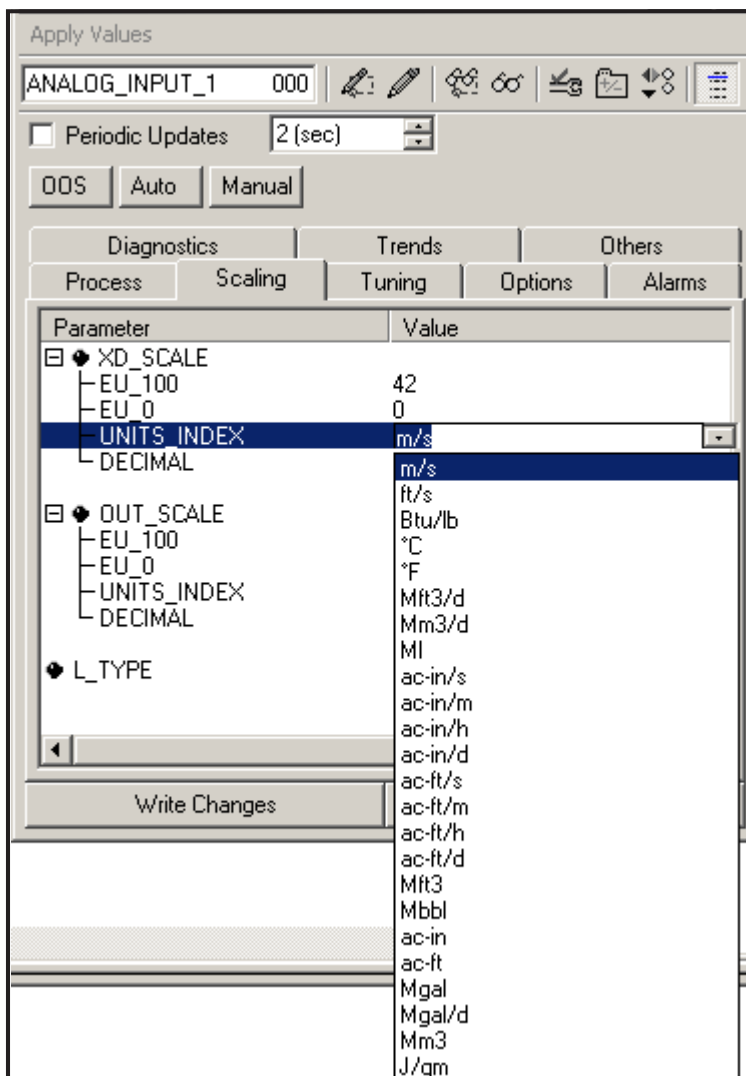 Apply Values
ANALOG_INPUT_1 000
Periodic Updates 2 (sec)
OOS Auto Manual
Diagnostics Trends Others
Process Scaling Tuning Options Alarms
Parameter Value
XD_SCALE
EU_100 42
EU_0 0
UNITS_INDEX m/s
DECIMAL
OUT_SCALE
EU_100
EU_0
UNITS_INDEX
DECIMAL
L_TYPE
m/s
ft/s
Btu/lb
°C
°F
Mft3/d
Mm3/d
Ml
ac-in/s
ac-in/m
ac-in/h
ac-in/d
ac-ft/s
ac-ft/m
ac-ft/h
ac-ft/d
Mft3
Mbbl
ac-in
ac-ft
Mgal
Mgal/d
Mm3
J/gm
Write Changes